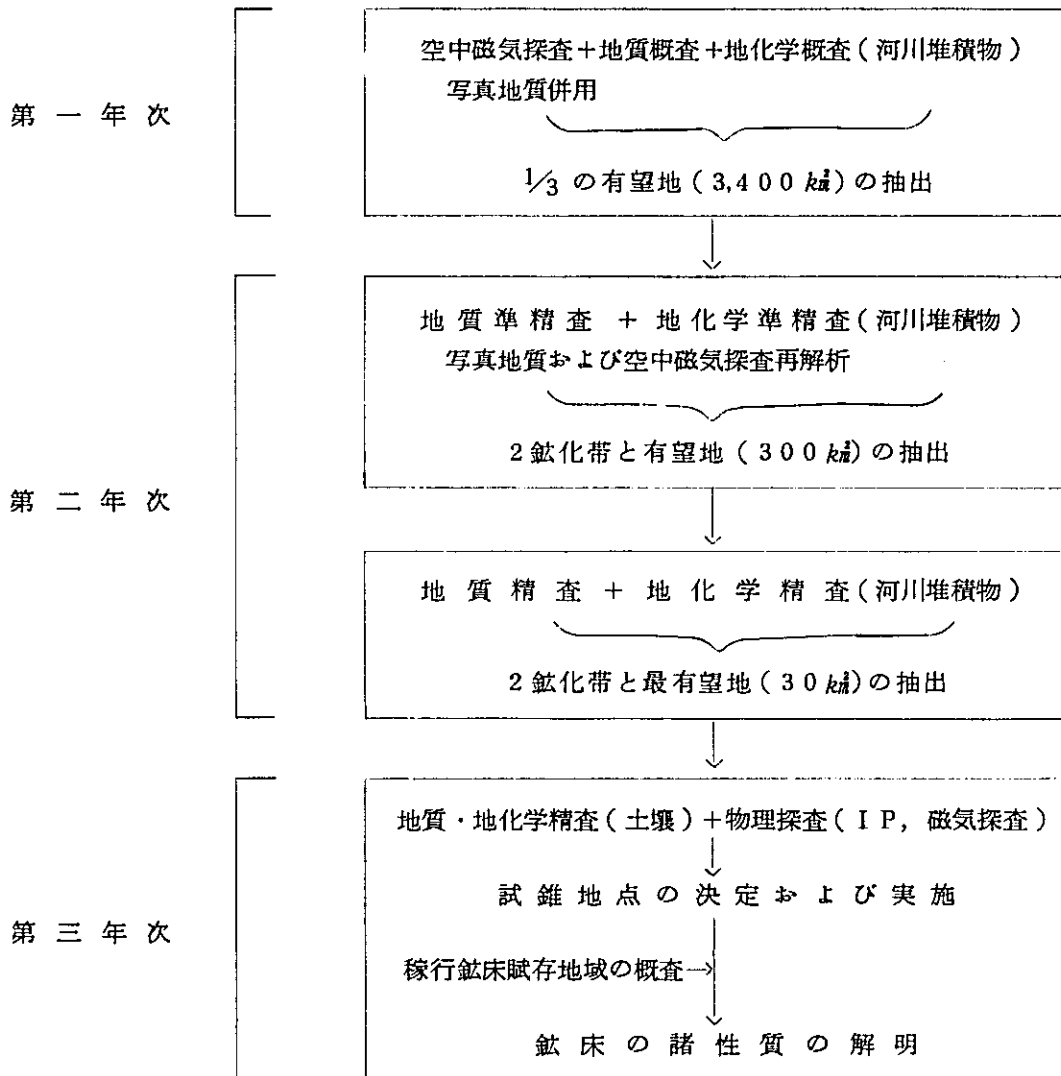 第一年次
空中磁気探査+地質概査+地化学概査(河川堆積物)
写真地質併用
1/3の有望地(3,400㎢)の抽出
第二年次
地質準精査 + 地化学準精査(河川堆積物)
写真地質および空中磁気探査再解析
2鉱化帯と有望地(300㎢)の抽出
地質精査 + 地化学精査(河川堆積物)
2鉱化帯と最有望地(30㎢)の抽出
第三年次
地質・地化学精査(土壌)+物理探査(IP, 磁気探査)
試錐地点の決定および実施
稼行鉱床賦存地域の概査→
鉱床の諸性質の解明